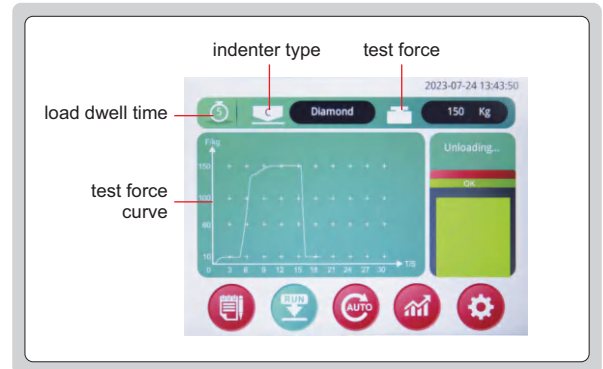 indenter type test force
2023-07-24 13:43:50
load dwell time
5 C Diamond 150 Kg
F/kg
Unloading...
150
OK
test force
curve
100
60
10
0 3 6 9 12 15 18 21 24 27 30 T/S
RUN
AUTO